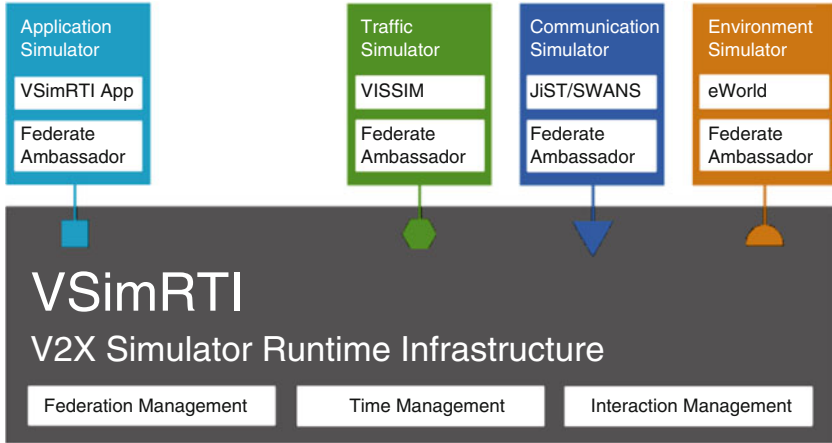 Application
Simulator
VSimRTI App
Federate
Ambassador
Traffic
Simulator
VISSIM
Federate
Ambassador
Communication
Simulator
JiST/SWANS
Federate
Ambassador
Environment
Simulator
eWorld
Federate
Ambassador
VSimRTI
V2X Simulator Runtime Infrastructure
Federation Management
Time Management
Interaction Management